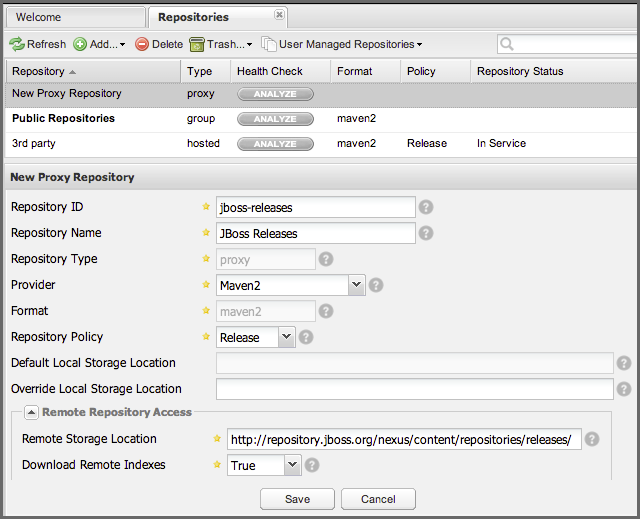 Welcome Repositories
Refresh Add... Delete Trash... User Managed Repositories
Repository Type Health Check Format Policy Repository Status
New Proxy Repository proxy ANALYZE
Public Repositories group ANALYZE maven2
3rd party hosted ANALYZE maven2 Release In Service
New Proxy Repository
Repository ID jboss-releases ?
Repository Name JBoss Releases ?
Repository Type proxy ?
Provider Maven2 ?
Format maven2 ?
Repository Policy Release ?
Default Local Storage Location ?
Override Local Storage Location ?
Remote Repository Access
Remote Storage Location http://repository.jboss.org/nexus/content/repositories/releases/ ?
Download Remote Indexes True ?
Save Cancel